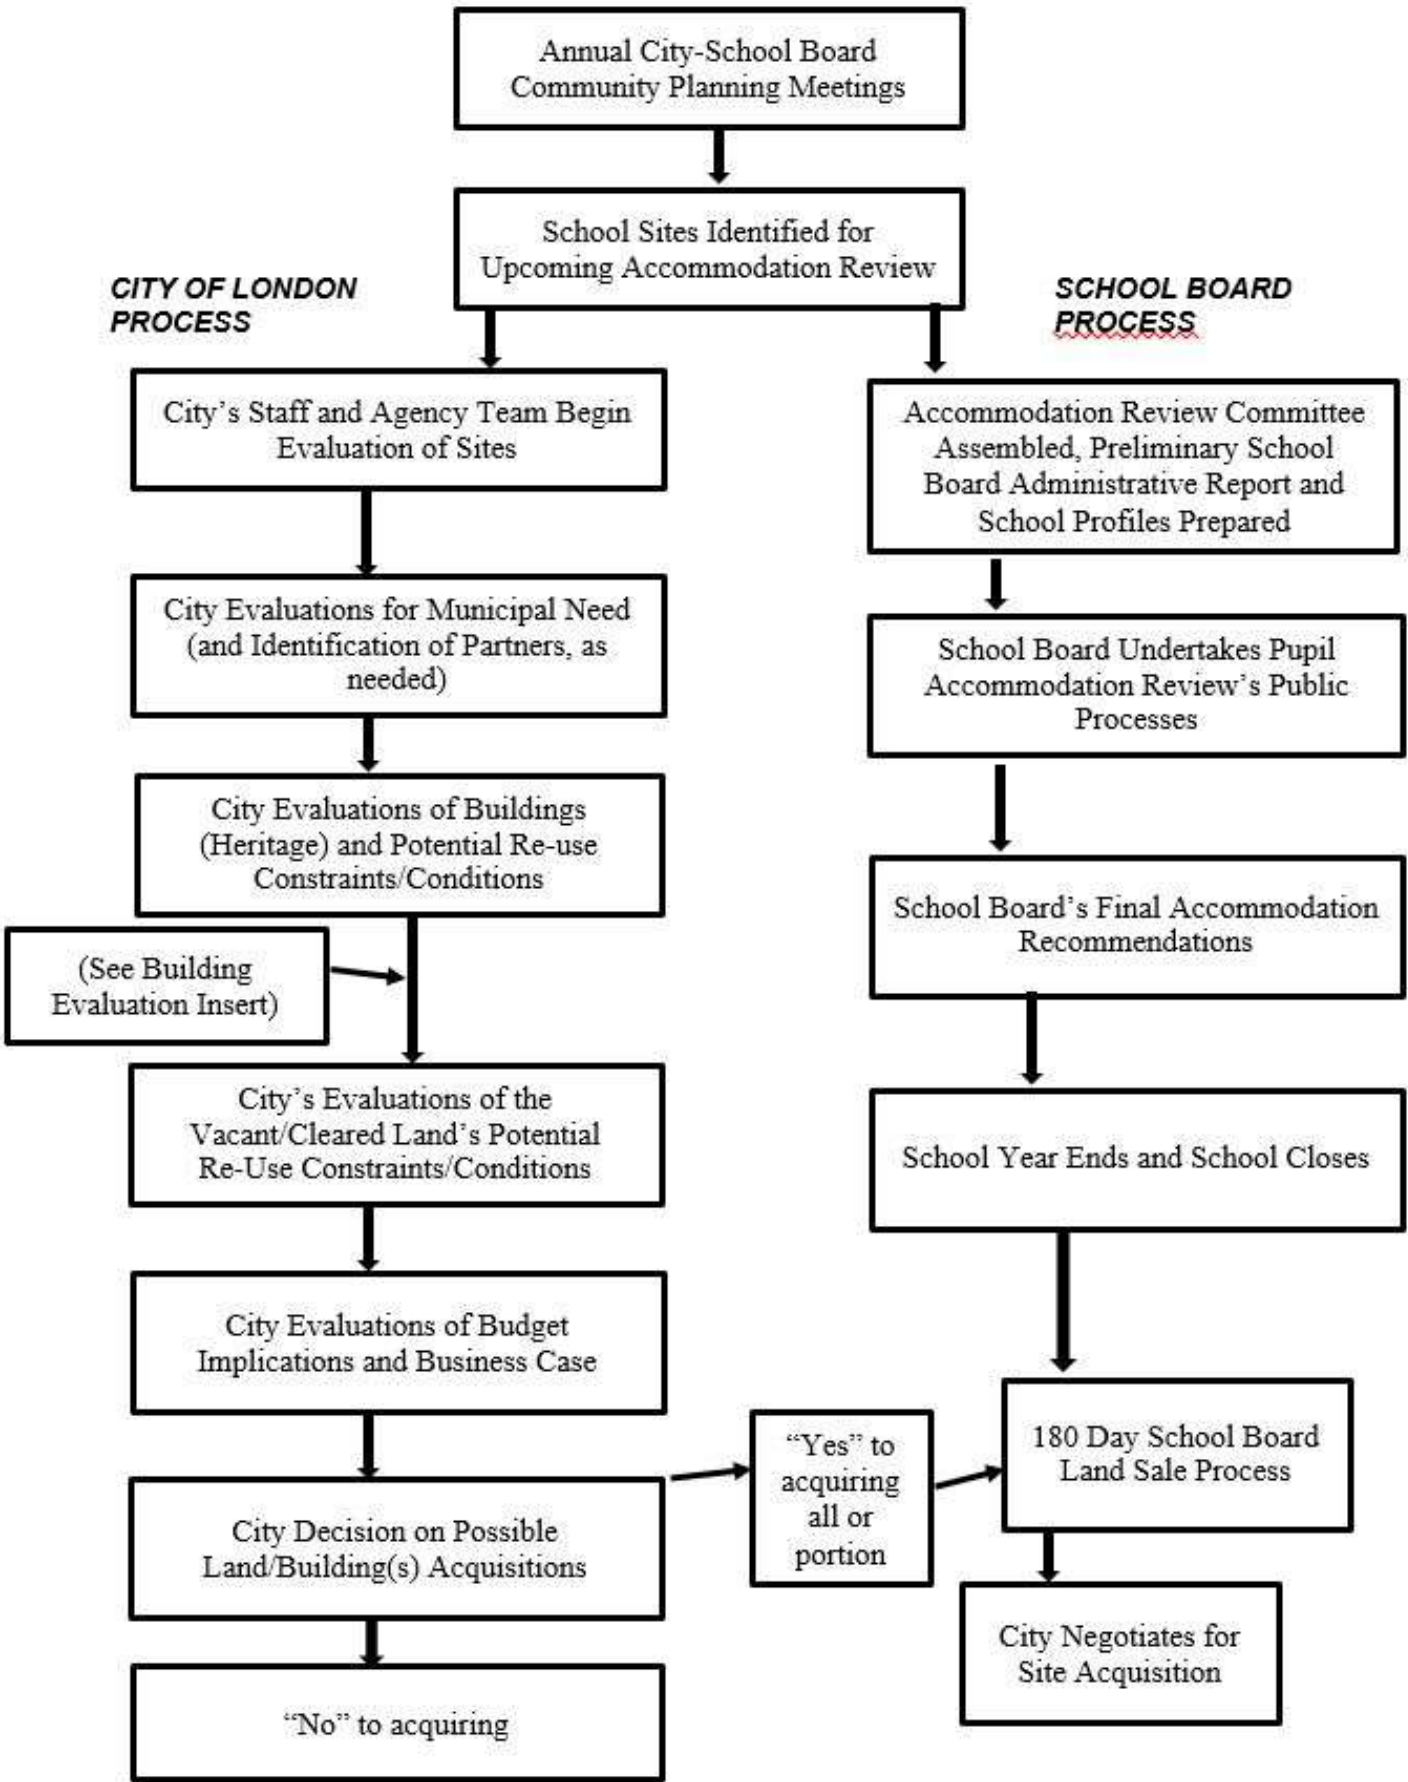 Annual City-School Board
Community Planning Meetings
School Sites Identified for
Upcoming Accommodation Review
CITY OF LONDON
PROCESS
SCHOOL BOARD
PROCESS
City’s Staff and Agency Team Begin
Evaluation of Sites
Accommodation Review Committee
Assembled, Preliminary School
Board Administrative Report and
School Profiles Prepared
City Evaluations for Municipal Need
(and Identification of Partners, as
needed)
School Board Undertakes Pupil
Accommodation Review’s Public
Processes
City Evaluations of Buildings
(Heritage) and Potential Re-use
Constraints/Conditions
School Board’s Final Accommodation
Recommendations
(See Building
Evaluation Insert)
City’s Evaluations of the
Vacant/Cleared Land’s Potential
Re-Use Constraints/Conditions
School Year Ends and School Closes
City Evaluations of Budget
Implications and Business Case
City Decision on Possible
Land/Building(s) Acquisitions
“Yes” to
acquiring
all or
portion
180 Day School Board
Land Sale Process
City Negotiates for
Site Acquisition
“No” to acquiring